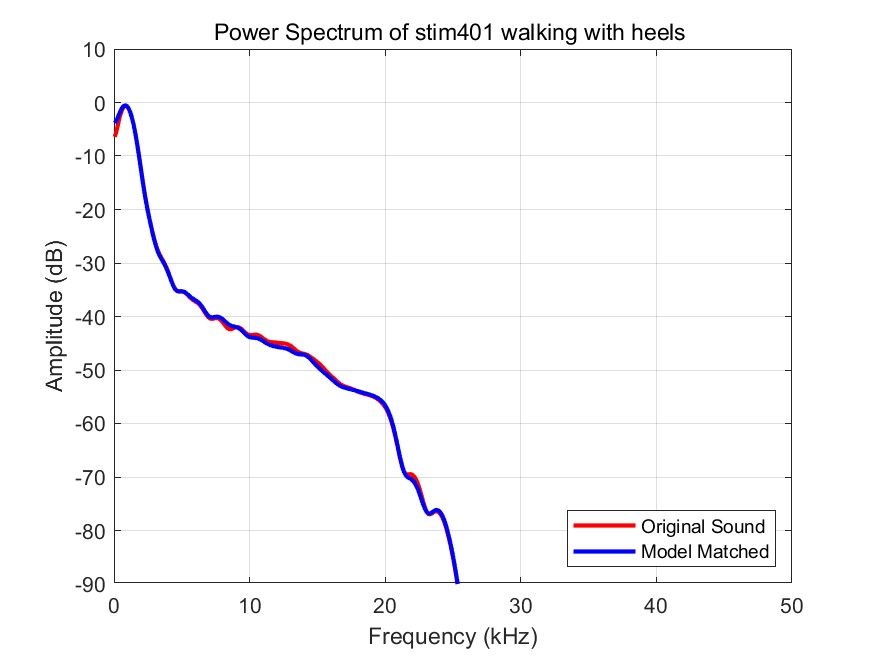 Power Spectrum of stim401 walking with heels
10
0
-10
-20
-30
-40
-50
-60
-70
-80
-90
Amplitude (dB)
Original Sound
Model Matched
0 10 20 30 40 50
Frequency (kHz)